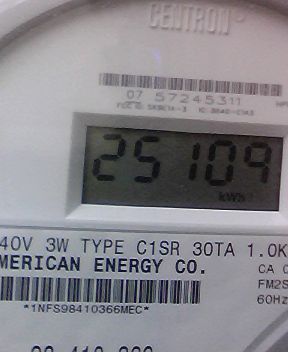 CENTRON®
07 57245311
25109
kWh
40V 3W TYPE C1SR 30TA 1.0K
MERICAN ENERGY CO.
CA 0
FM2S
60Hz
*1NFS98410366MEC*